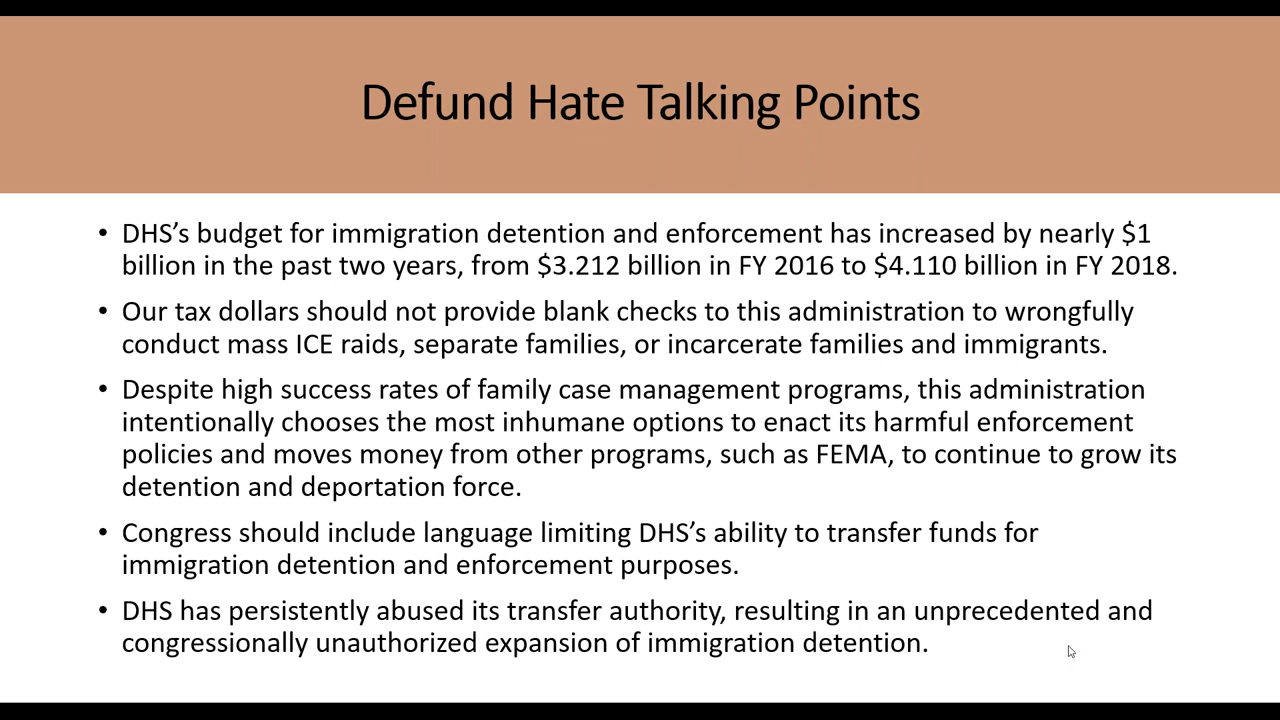 Defund Hate Talking Points
• DHS’s budget for immigration detention and enforcement has increased by nearly $1
billion in the past two years, from $3.212 billion in FY 2016 to $4.110 billion in FY 2018.
• Our tax dollars should not provide blank checks to this administration to wrongfully
conduct mass ICE raids, separate families, or incarcerate families and immigrants.
• Despite high success rates of family case management programs, this administration
intentionally chooses the most inhumane options to enact its harmful enforcement
policies and moves money from other programs, such as FEMA, to continue to grow its
detention and deportation force.
• Congress should include language limiting DHS’s ability to transfer funds for
immigration detention and enforcement purposes.
• DHS has persistently abused its transfer authority, resulting in an unprecedented and
congressionally unauthorized expansion of immigration detention.